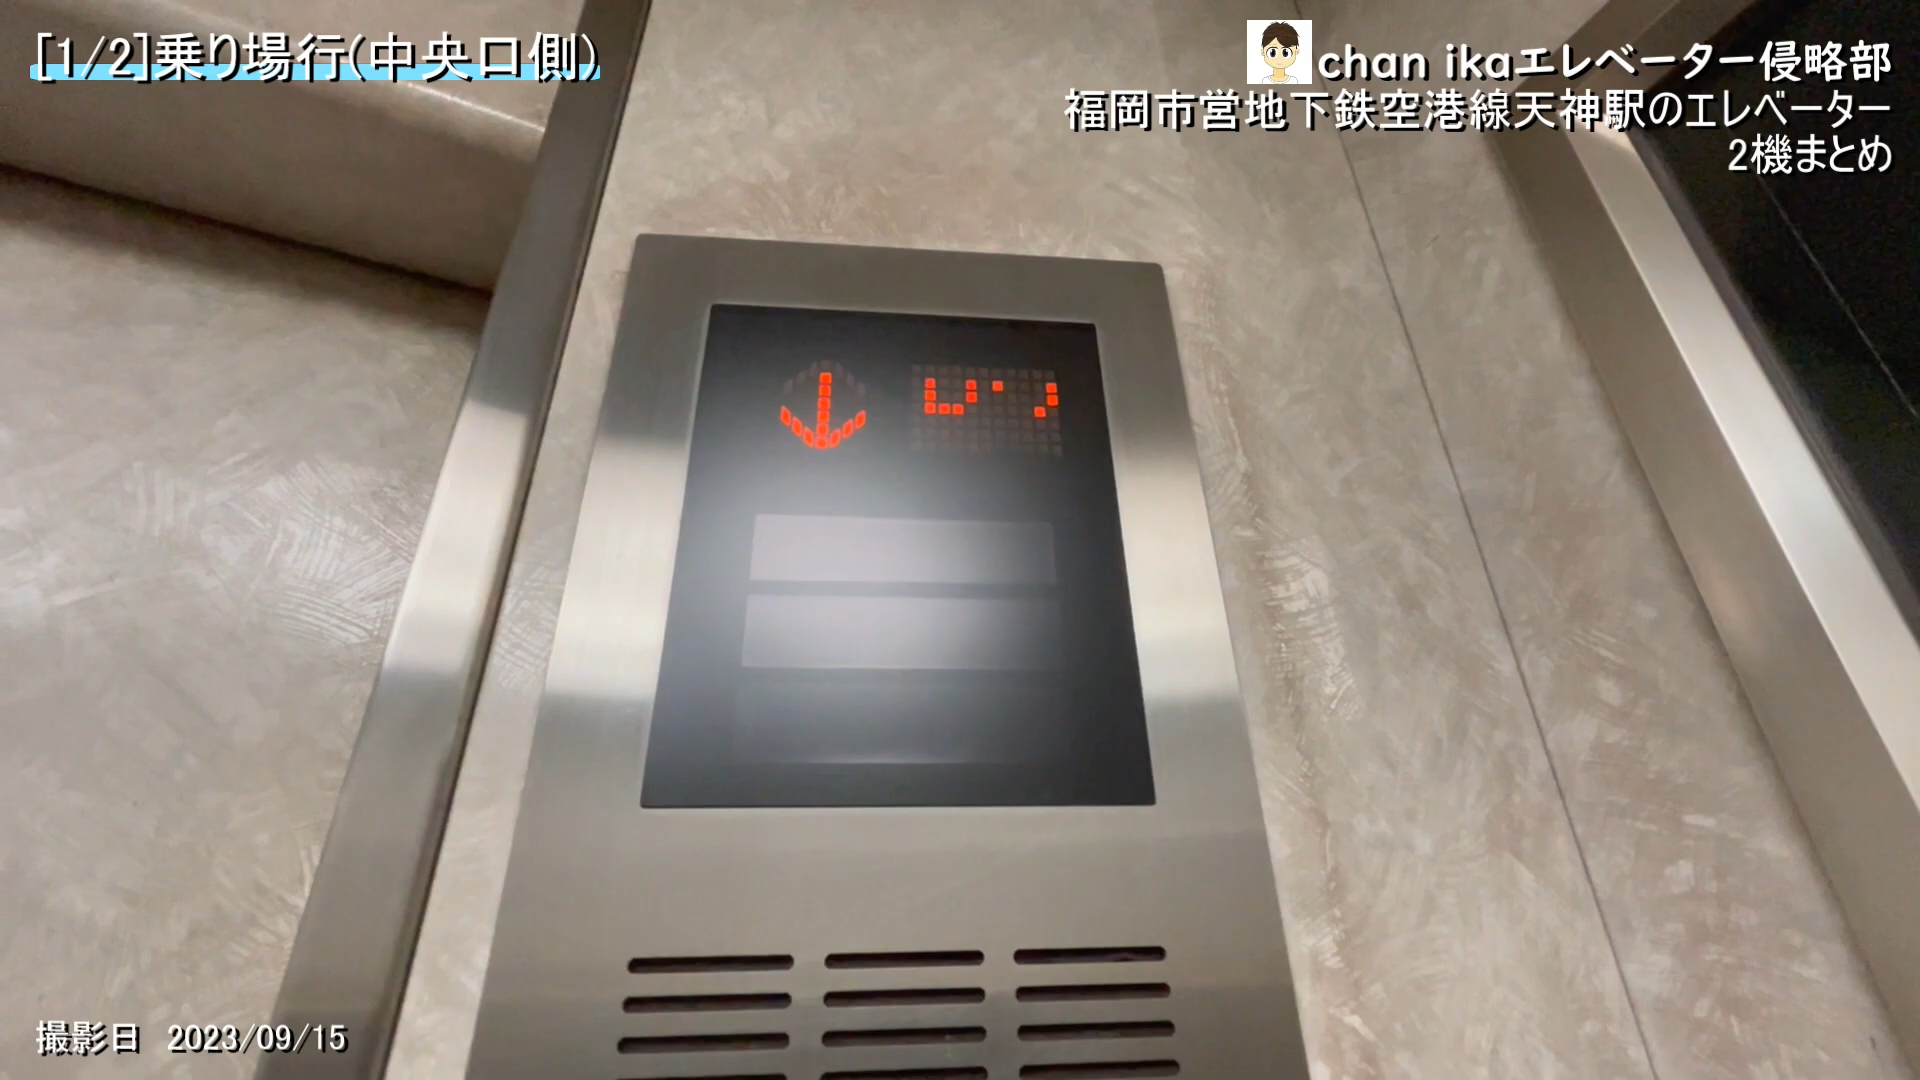 [1/2]乗り場行(中央口側)
chan ikaエレベーター侵略部
福岡市営地下鉄空港線天神駅のエレベーター
2機まとめ
撮影日 2023/09/15